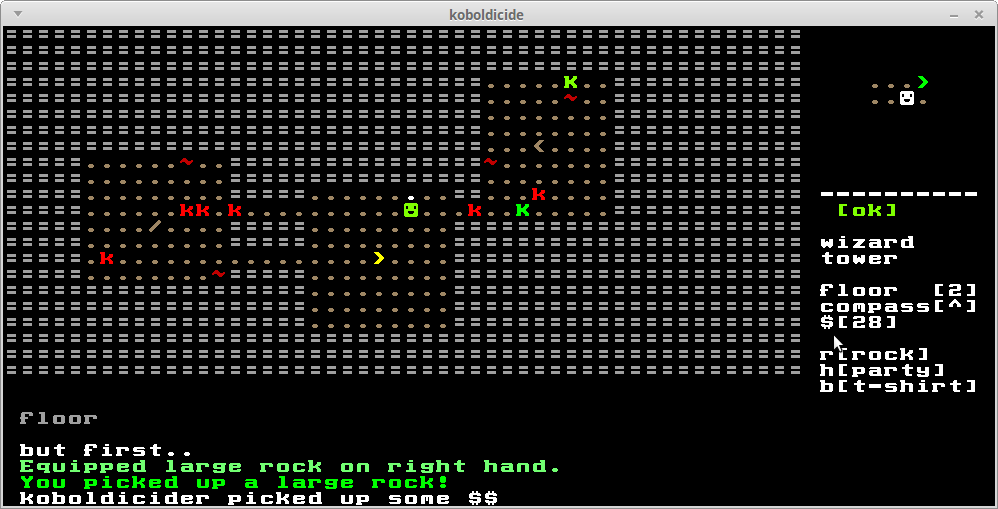 koboldicide
[ok]
wizard
tower
floor [2]
compass[^]
$[28]
r[rock]
h[party]
b[t-shirt]
floor
but first..
Equipped large rock on right hand.
You picked up a large rock!
koboldicider picked up some $$